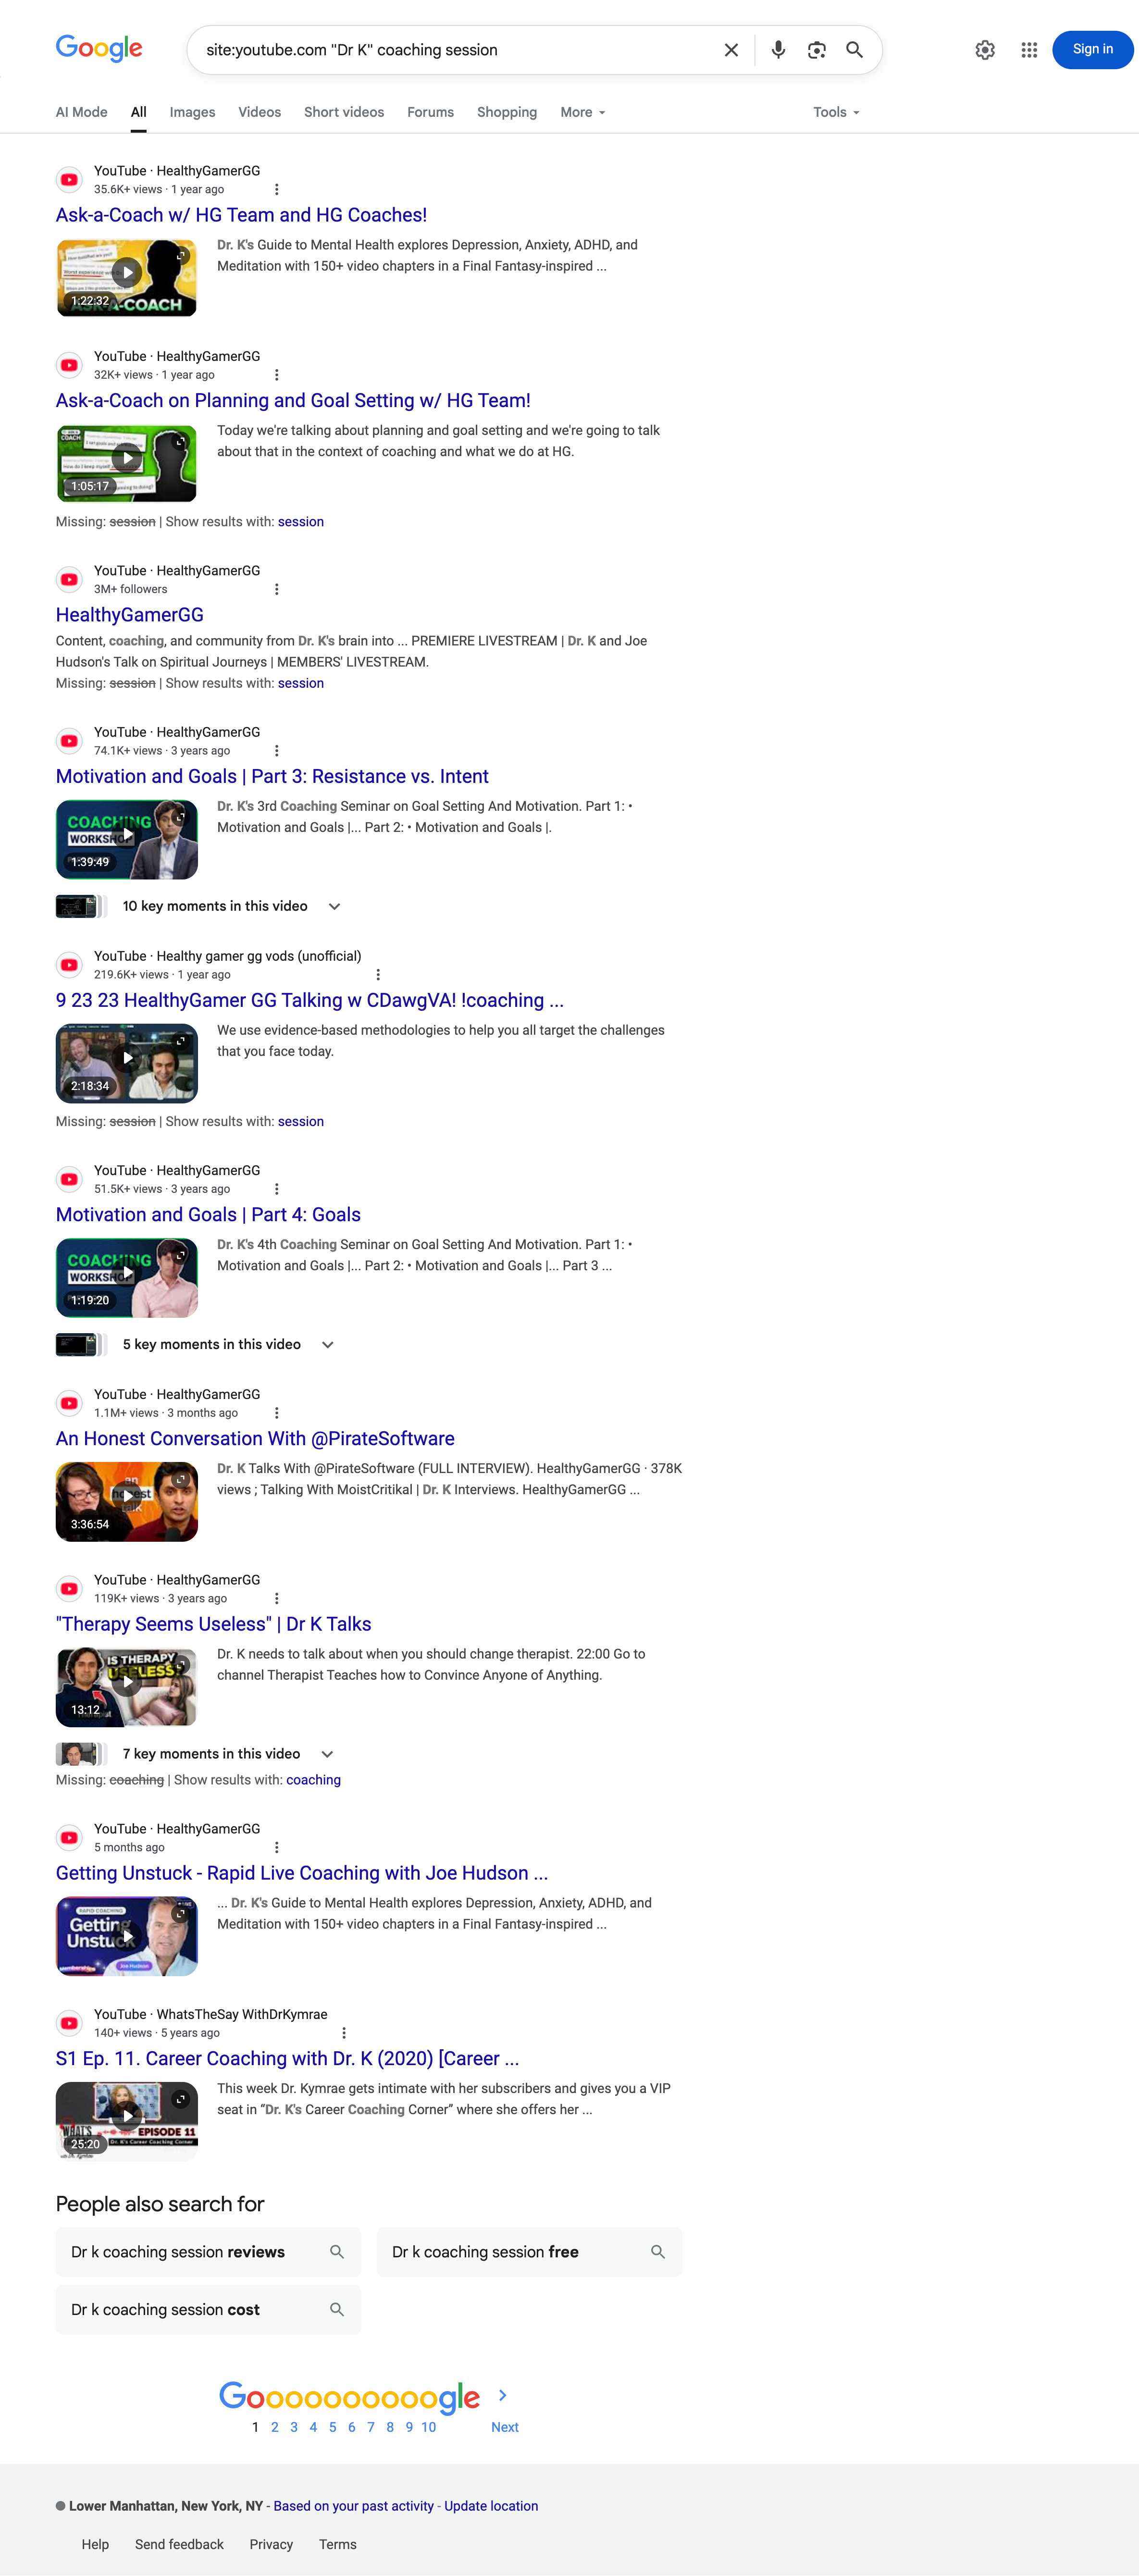 Google
site:youtube.com "Dr K" coaching session
Sign in
AI Mode
All
Images
Videos
Short videos
Forums
Shopping
More
Tools
YouTube · HealthyGamerGG
35.6K+ views · 1 year ago
Ask-a-Coach w/ HG Team and HG Coaches!
1:22:32
Dr. K's Guide to Mental Health explores Depression, Anxiety, ADHD, and
Meditation with 150+ video chapters in a Final Fantasy-inspired ...
YouTube · HealthyGamerGG
32K+ views · 1 year ago
Ask-a-Coach on Planning and Goal Setting w/ HG Team!
1:05:17
Today we're talking about planning and goal setting and we're going to talk
about that in the context of coaching and what we do at HG.
Missing: session | Show results with: session
YouTube · HealthyGamerGG
3M+ followers
HealthyGamerGG
Content, coaching, and community from Dr. K's brain into ... PREMIERE LIVESTREAM | Dr. K and Joe
Hudson's Talk on Spiritual Journeys | MEMBERS' LIVESTREAM.
Missing: session | Show results with: session
YouTube · HealthyGamerGG
74.1K+ views · 3 years ago
Motivation and Goals | Part 3: Resistance vs. Intent
COACHING
WORKSHOP
1:39:49
Dr. K's 3rd Coaching Seminar on Goal Setting And Motivation. Part 1: •
Motivation and Goals |... Part 2: • Motivation and Goals |.
10 key moments in this video
YouTube · Healthy gamer gg vods (unofficial)
219.6K+ views · 1 year ago
9 23 23 HealthyGamer GG Talking w CDawgVA! !coaching ...
2:18:34
We use evidence-based methodologies to help you all target the challenges
that you face today.
Missing: session | Show results with: session
YouTube · HealthyGamerGG
51.5K+ views · 3 years ago
Motivation and Goals | Part 4: Goals
COACHING
WORKSHOP
1:19:20
Dr. K's 4th Coaching Seminar on Goal Setting And Motivation. Part 1: •
Motivation and Goals |... Part 2: • Motivation and Goals |... Part 3 ...
5 key moments in this video
YouTube · HealthyGamerGG
1.1M+ views · 3 months ago
An Honest Conversation With @PirateSoftware
an
honest
talk
3:36:54
Dr. K Talks With @PirateSoftware (FULL INTERVIEW). HealthyGamerGG · 378K
views ; Talking With MoistCritikal | Dr. K Interviews. HealthyGamerGG ...
YouTube · HealthyGamerGG
119K+ views · 3 years ago
"Therapy Seems Useless" | Dr K Talks
IS THERAPY
USELESS
13:12
Dr. K needs to talk about when you should change therapist. 22:00 Go to
channel Therapist Teaches how to Convince Anyone of Anything.
7 key moments in this video
Missing: coaching | Show results with: coaching
YouTube · HealthyGamerGG
5 months ago
Getting Unstuck - Rapid Live Coaching with Joe Hudson ...
RAPID COACHING
Getting
Unstuck
Joe Hudson
... Dr. K's Guide to Mental Health explores Depression, Anxiety, ADHD, and
Meditation with 150+ video chapters in a Final Fantasy-inspired ...
YouTube · WhatsTheSay WithDrKymrae
140+ views · 5 years ago
S1 Ep. 11. Career Coaching with Dr. K (2020) [Career ...
EPISODE 11
Dr. K's Career Coaching Corner
25:20
This week Dr. Kymrae gets intimate with her subscribers and gives you a VIP
seat in “Dr. K's Career Coaching Corner” where she offers her ...
People also search for
Dr k coaching session reviews
Dr k coaching session free
Dr k coaching session cost
Goooooooooogle
1 2 3 4 5 6 7 8 9 10 Next
Lower Manhattan, New York, NY - Based on your past activity - Update location
Help
Send feedback
Privacy
Terms